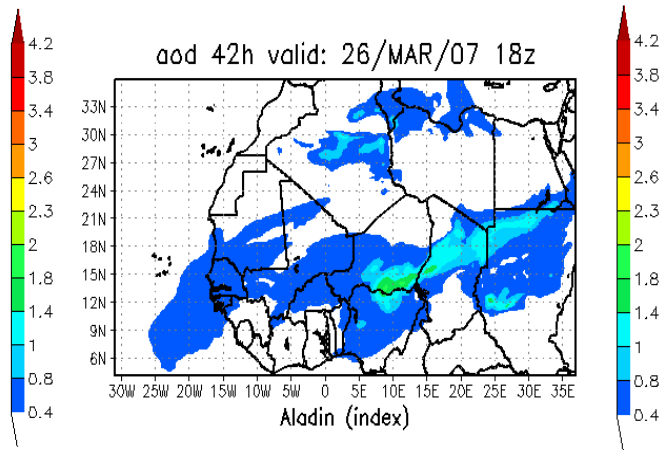 aod 42h valid: 26/MAR/07 18z
4.2
3.8
3.4
3
2.6
2.3
2
1.8
1.4
1
0.8
0.4
33N
30N
27N
24N
21N
18N
15N
12N
9N
6N
30W 25W 20W 15W 10W 5W 0 5E 10E 15E 20E 25E 30E 35E
Aladin (index)
4.2
3.8
3.4
3
2.6
2.3
2
1.8
1.4
1
0.8
0.4